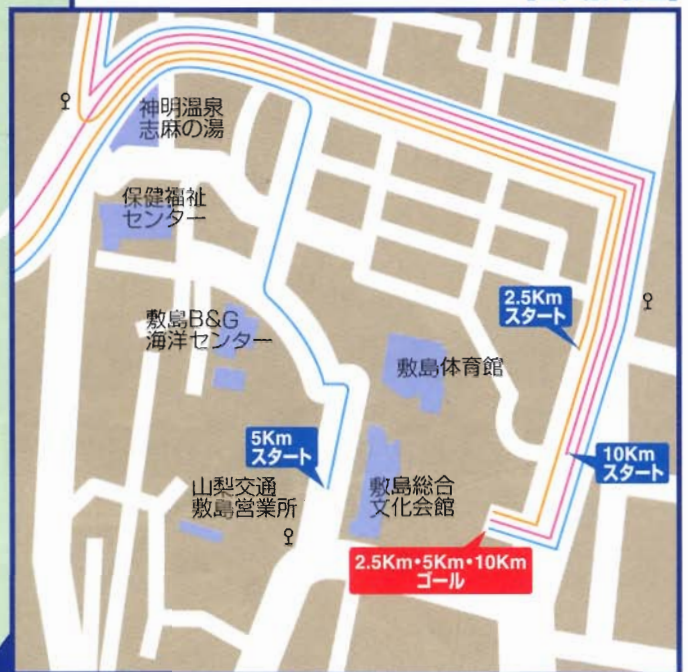 神明温泉
志麻の湯
保健福祉
センター
2.5Km
スタート
敷島B&G
海洋センター
敷島体育館
5Km
スタート
10Km
スタート
山梨交通
敷島営業所
敷島総合
文化会館
2.5Km•5Km•10Km
ゴール